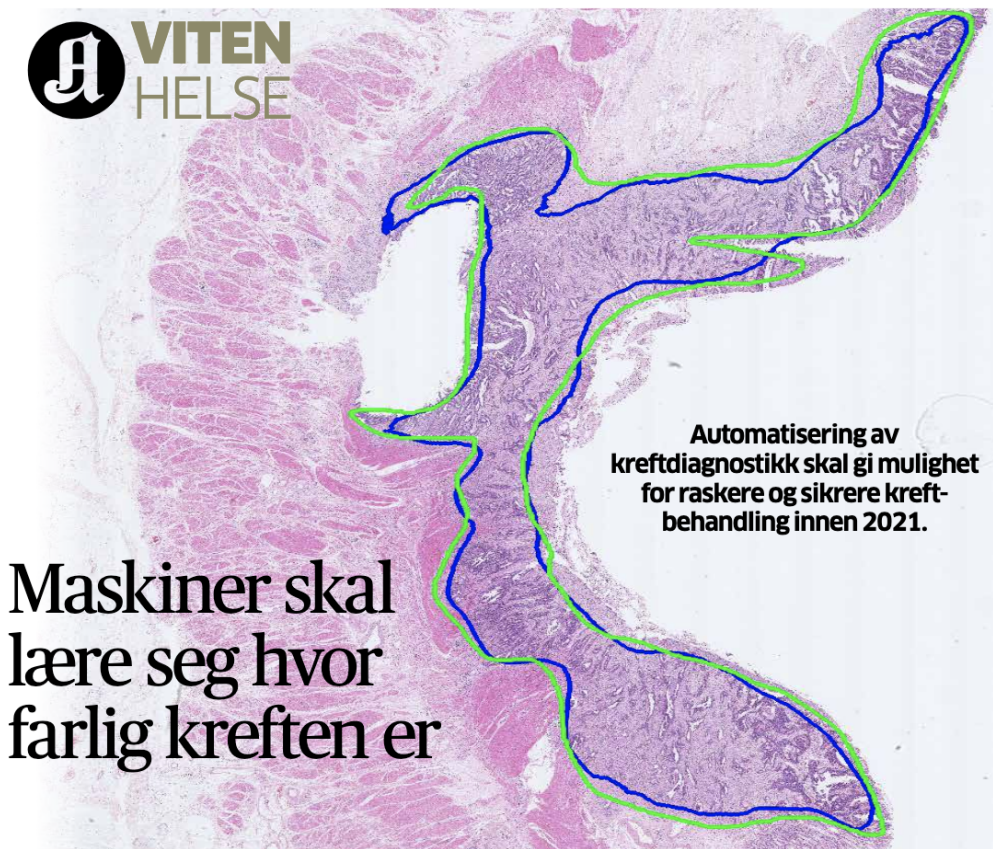 A
VITEN
HELSE
Automatisering av
kreftdiagnostikk skal gi mulighet
for raskere og sikrere kreft-
behandling innen 2021.
Maskiner skal
lære seg hvor
farlig kreften er